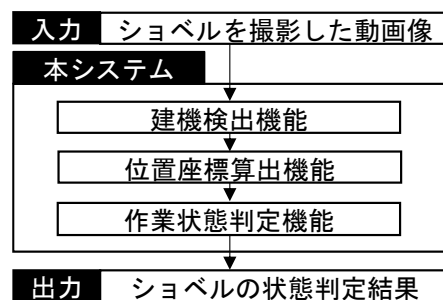 入力 ショベルを撮影した動画像
本システム
建機検出機能
位置座標算出機能
作業状態判定機能
出力 ショベルの状態判定結果